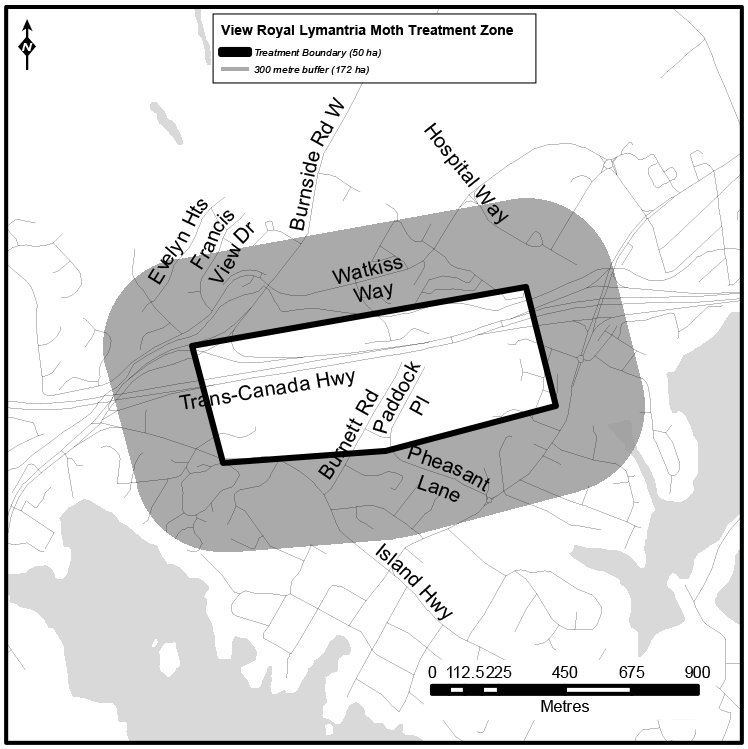 View Royal Lymantria Moth Treatment Zone
Treatment Boundary (50 ha)
300 metre buffer (172 ha)
N
Burnside Rd W
Hospital Way
Evelyn Hts
Francis
View Dr
Watkiss
Way
Trans-Canada Hwy
Burnett Rd
Paddock
Pl
Pheasant
Lane
Island Hwy
0 112.5 225 450 675 900
Metres